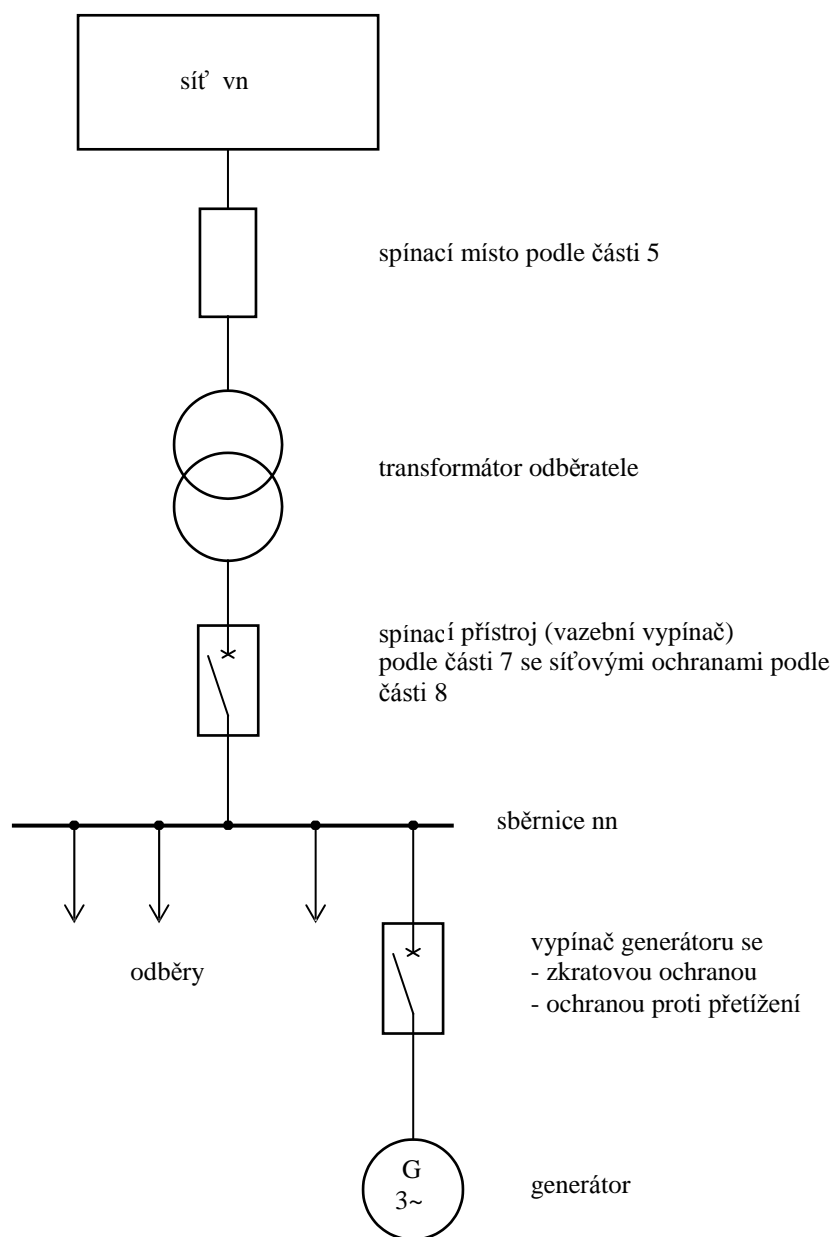 síť vn
spínací místo podle části 5
transformátor odběratele
spínací přístroj (vazební vypínač)
podle části 7 se síťovými ochranami podle
části 8
sběrnice nn
odběry
vypínač generátoru se
- zkratovou ochranou
- ochranou proti přetížení
G
3~
generátor